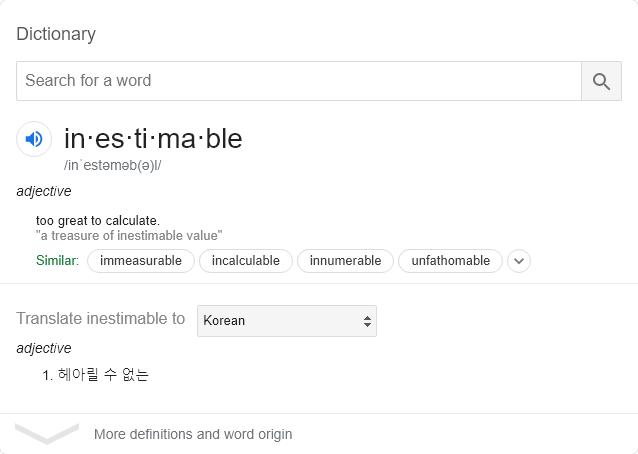 Dictionary
Search for a word
in·es·ti·ma·ble
/inˈestəməb(ə)l/
adjective
too great to calculate.
"a treasure of inestimable value"
Similar: immeasurable incalculable innumerable unfathomable
Translate inestimable to Korean
adjective
1. 헤아릴 수 없는
More definitions and word origin